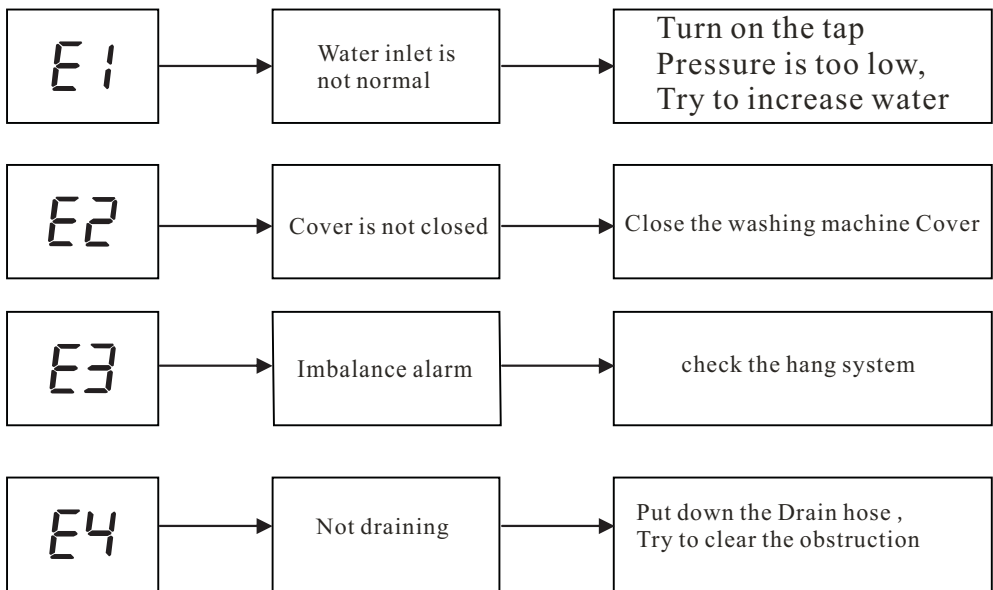 E1
Water inlet is
not normal
Turn on the tap
Pressure is too low,
Try to increase water
E2
Cover is not closed
Close the washing machine Cover
E3
Imbalance alarm
check the hang system
E4
Not draining
Put down the Drain hose ,
Try to clear the obstruction